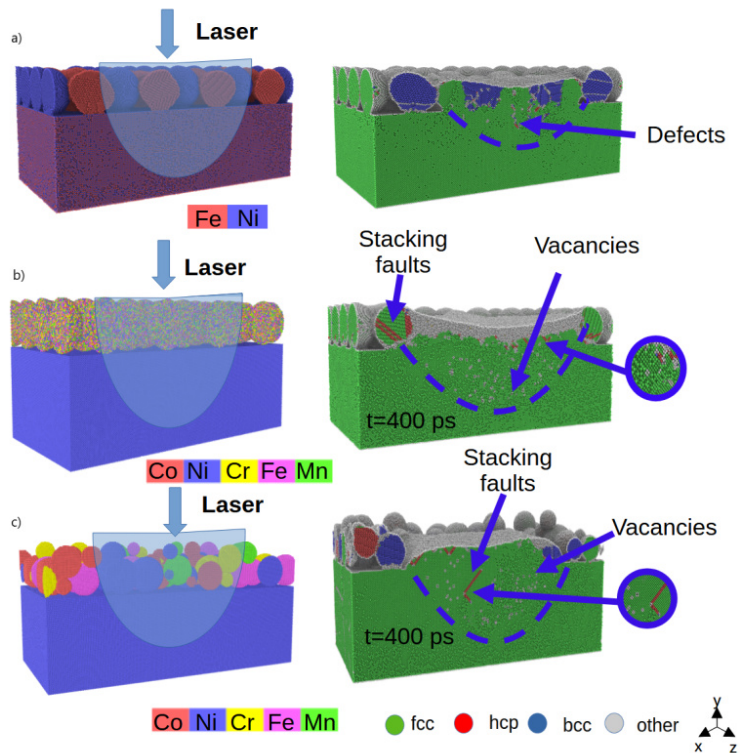 a)
Laser
Defects
Fe Ni
b)
Laser
Stacking
faults
Vacancies
t=400 ps
Co Ni Cr Fe Mn
c)
Laser
Stacking
faults
Vacancies
t=400 ps
Co Ni Cr Fe Mn
fcc hcp bcc other
y
x z